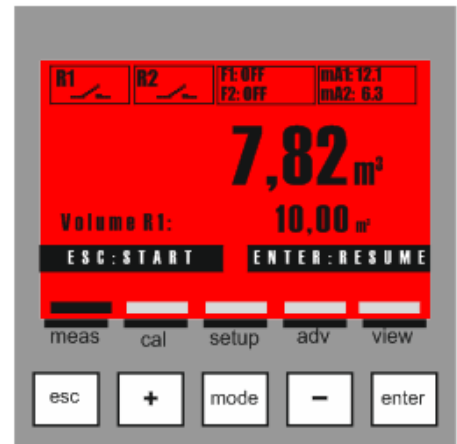 R1 R2 F1: OFF mA1: 12.1
F2: OFF mA2: 6.3
7,82 m³
Volume R1: 10,00 m³
ESC:START ENTER:RESUME
meas cal setup adv view
esc + mode - enter